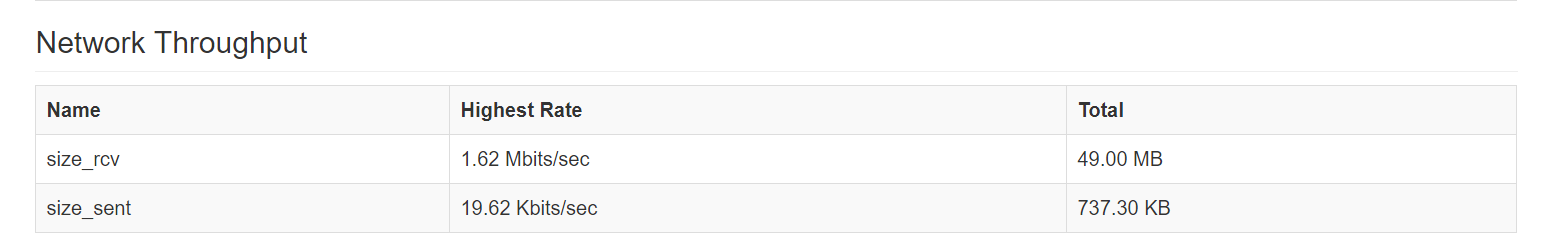 Network Throughput
Name Highest Rate Total
size_rcv 1.62 Mbits/sec 49.00 MB
size_sent 19.62 Kbits/sec 737.30 KB